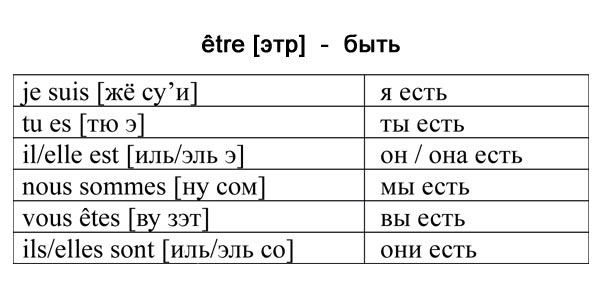 être [этр] - быть
je suis [жё су’и] я есть
tu es [тю э] ты есть
il/elle est [иль/эль э] он / она есть
nous sommes [ну сом] мы есть
vous êtes [ву зэт] вы есть
ils/elles sont [иль/эль со] они есть